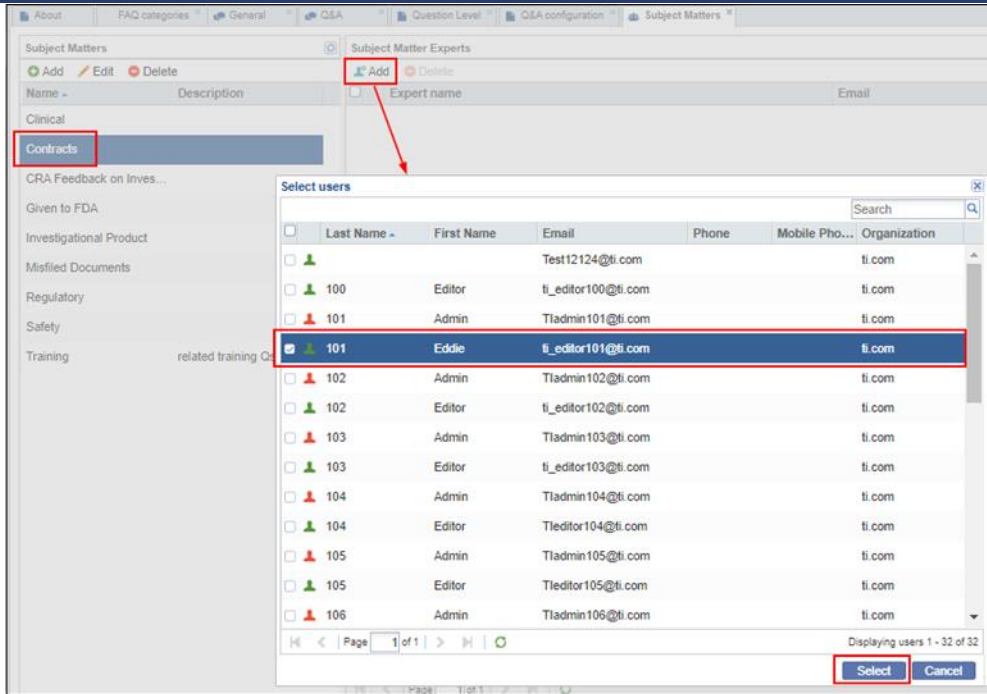 About FAQ categories General Q&A Question Level Q&A configuration Subject Matters
Subject Matters
Add Edit Delete
Name Description
Clinical
Contracts
CRA Feedback on Inves...
Given to FDA
Investigational Product
Misfiled Documents
Regulatory
Safety
Training related training Qs
Subject Matter Experts
Add Delete
Expert name Email
Select users
Search
Last Name First Name Email Phone Mobile Pho... Organization
Test12124@ti.com ti.com
100 Editor ti_editor100@ti.com ti.com
101 Admin TIadmin101@ti.com ti.com
101 Eddie ti_editor101@ti.com ti.com
102 Admin TIadmin102@ti.com ti.com
102 Editor ti_editor102@ti.com ti.com
103 Admin TIadmin103@ti.com ti.com
103 Editor ti_editor103@ti.com ti.com
104 Admin TIadmin104@ti.com ti.com
104 Editor TIeditor104@ti.com ti.com
105 Admin TIadmin105@ti.com ti.com
105 Editor TIeditor105@ti.com ti.com
106 Admin TIadmin106@ti.com ti.com
Page 1 of 1 Displaying users 1 - 32 of 32
Select Cancel
Page 1 of 1